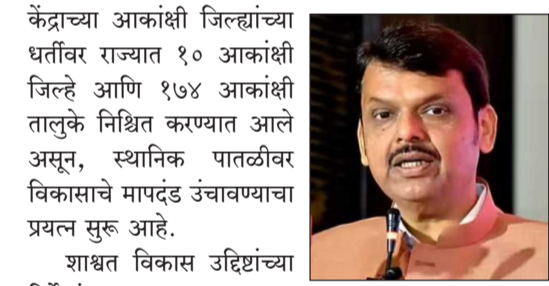 केंद्राच्या आकांक्षी जिल्ह्यांच्या
धर्तीवर राज्यात १० आकांक्षी
जिल्हे आणि १७४ आकांक्षी
तालुके निश्चित करण्यात आले
असून, स्थानिक पातळीवर
विकासाचे मापदंड उंचावण्याचा
प्रयत्न सुरू आहे.
शाश्वत विकास उद्दिष्टांच्या